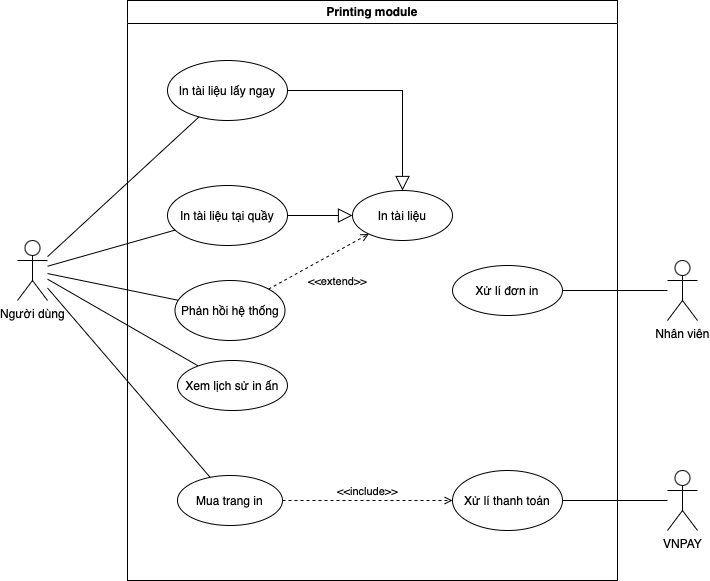 Printing module
In tài liệu lấy ngay
In tài liệu tại quầy
In tài liệu
Người dùng
Phản hồi hệ thống
<<extend>>
Xử lí đơn in
Nhân viên
Xem lịch sử in ấn
Mua trang in
<<include>>
Xử lí thanh toán
VNPAY